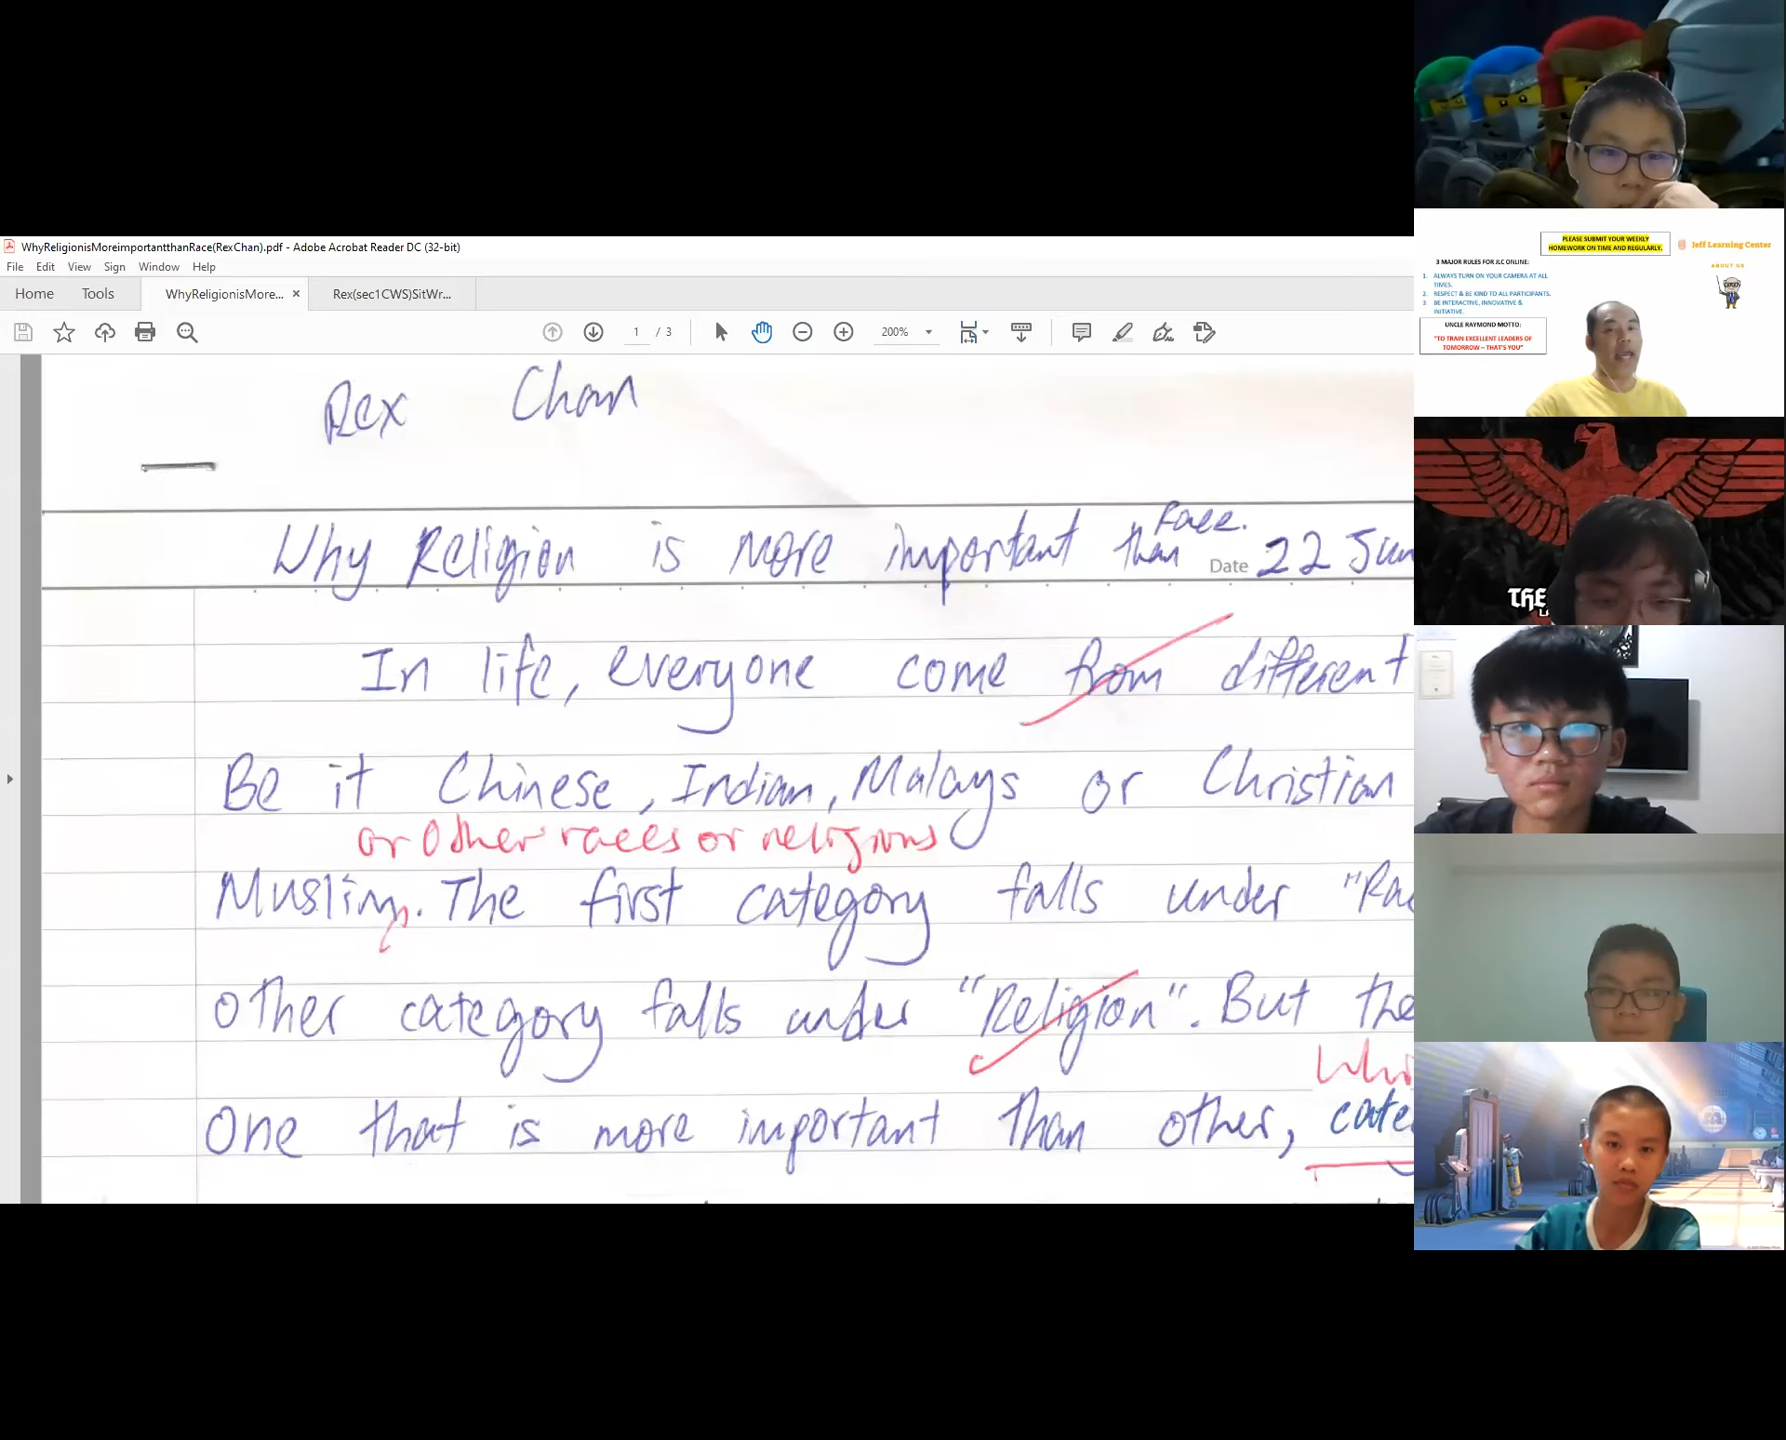 WhyReligionisMoreimportantthanRace(RexChan).pdf - Adobe Acrobat Reader DC (32-bit)
File Edit View Sign Window Help
Home Tools WhyReligionisMore... × Rex(sec1CWS)SitWr...
1 / 3 200%
Rex Chan
Race.
Why Religion is more important than Date 22 Jun
In life, everyone come from different
Be it Chinese, Indian, Malays or Christian
or other races or religions
Muslim. The first category falls under "Rac
other category falls under "Religion". But the
Whi
One that is more important than other, cate
PLEASE SUBMIT YOUR WEEKLY
HOMEWORK ON TIME AND REGULARLY.
Jeff Learning Center
ABOUT US
3 MAJOR RULES FOR JLC ONLINE:
1. ALWAYS TURN ON YOUR CAMERA AT ALL
TIMES.
2. RESPECT & BE KIND TO ALL PARTICIPANTS.
3 BE INTERACTIVE, INNOVATIVE &
INITIATIVE.
UNCLE RAYMOND MOTTO:
"TO TRAIN EXCELLENT LEADERS OF
TOMORROW – THAT'S YOU"
THE